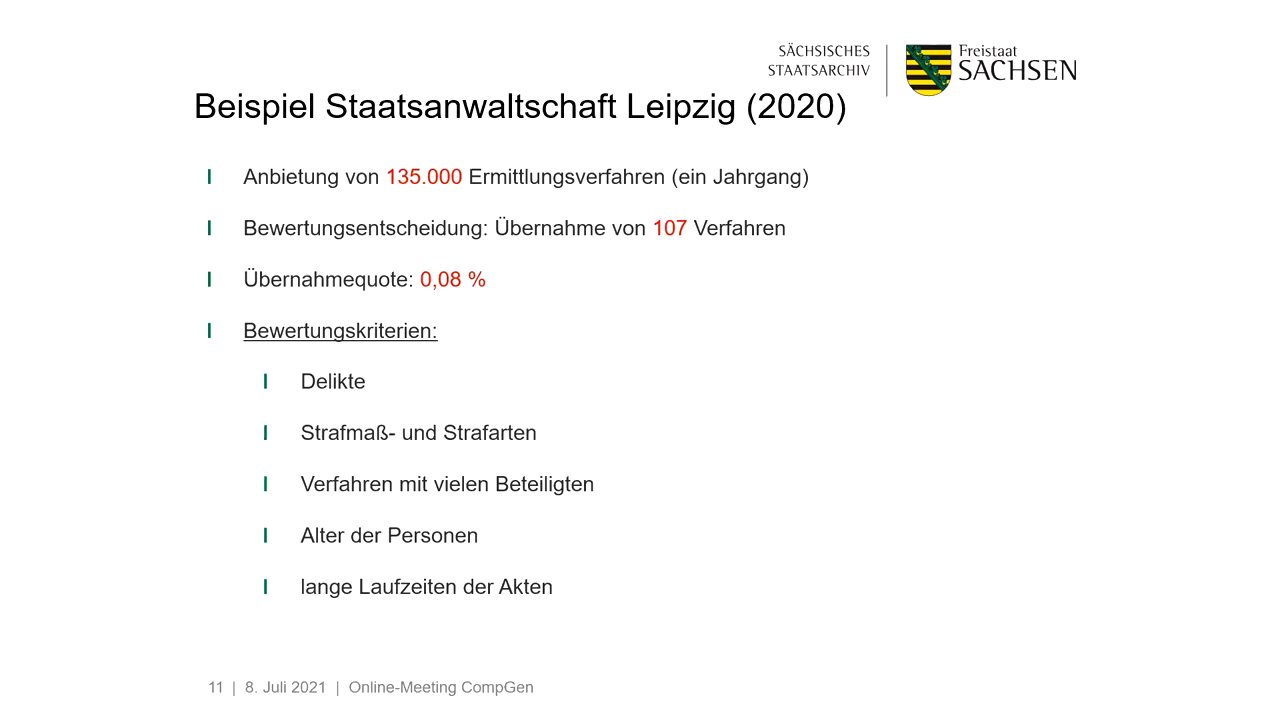 SÄCHSISCHES
STAATSARCHIV
Freistaat
SACHSEN
Beispiel Staatsanwaltschaft Leipzig (2020)
Anbietung von 135.000 Ermittlungsverfahren (ein Jahrgang)
Bewertungsentscheidung: Übernahme von 107 Verfahren
Übernahmequote: 0,08 %
Bewertungskriterien:
Delikte
Strafmaß- und Strafarten
Verfahren mit vielen Beteiligten
Alter der Personen
lange Laufzeiten der Akten
11 | 8. Juli 2021 | Online-Meeting CompGen